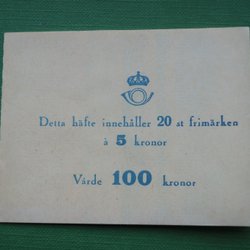 Detta häfte innehåller 20 st frimärken
à 5 kronor
Värde 100 kronor